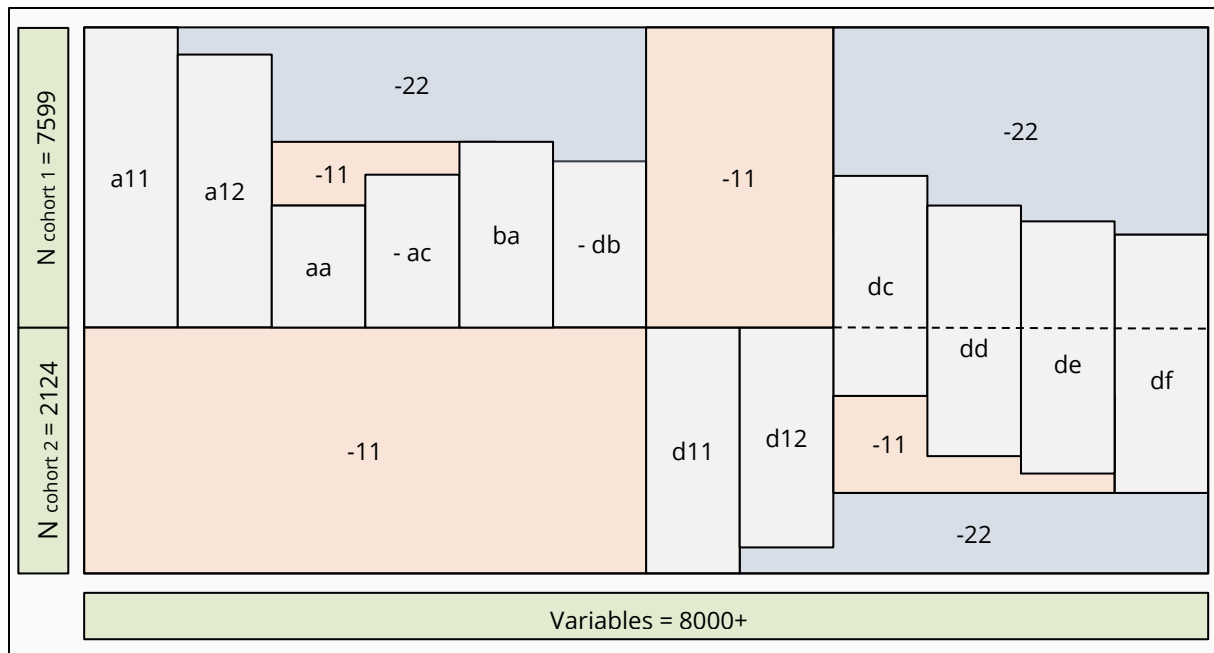 N cohort 1 = 7599
a11
a12
-22
-11
aa
- ac
ba
- db
-11
-22
dc
dd
de
df
N cohort 2 = 2124
-11
d11
d12
-11
-22
Variables = 8000+